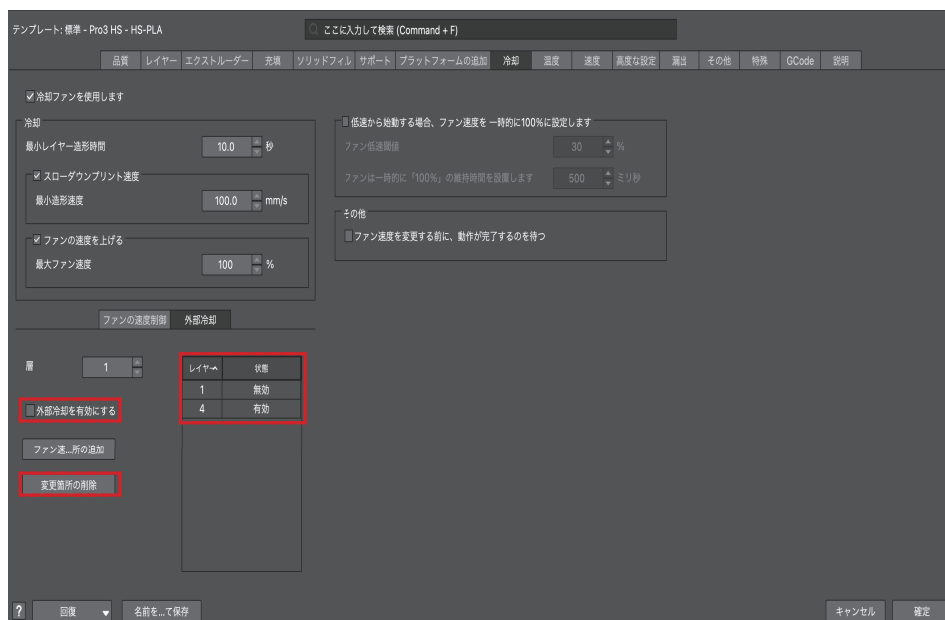 テンプレート: 標準 - Pro3 HS - HS-PLA
ここに入力して検索 (Command + F)
品質 レイヤー エクストルーダー 充填 ソリッドフィル サポート プラットフォームの追加 冷却 温度 速度 高度な設定 漏出 その他 特殊 GCode 説明
冷却ファンを使用します
冷却
最小レイヤー造形時間 10.0 秒
スローダウンプリント速度
最小造形速度 100.0 mm/s
ファンの速度を上げる
最大ファン速度 100 %
低速から始動する場合、ファン速度を 一時的に100%に設定します
ファン低速閾値 30 %
ファンは一時的に「100%」の維持時間を設置します 500 ミリ秒
その他
ファン速度を変更する前に、動作が完了するのを待つ
ファンの速度制御 外部冷却
層 1
外部冷却を有効にする
ファン速...所の追加
変更箇所の削除
レイヤー 状態
1 無効
4 有効
? 回復 名前を...て保存 キャンセル 確定